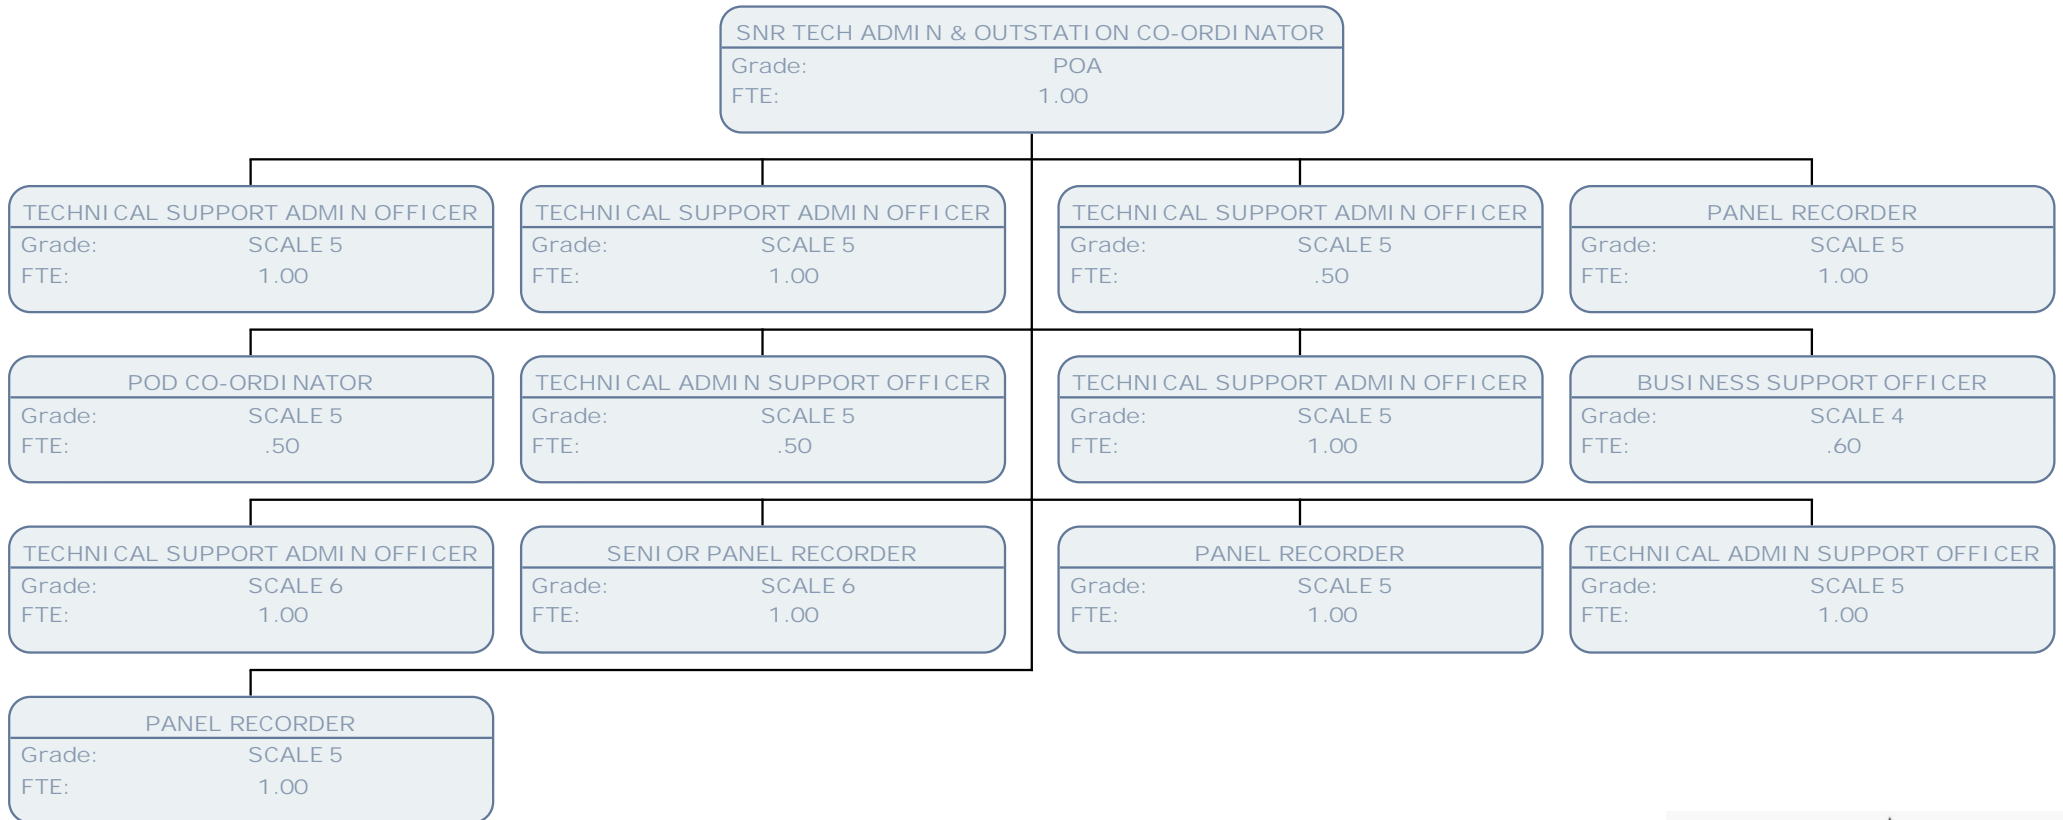 SNR TECH ADMIN & OUTSTATION CO-ORDINATOR
Grade: POA
FTE: 1.00
TECHNICAL SUPPORT ADMIN OFFICER
Grade: SCALE 5
FTE: 1.00
TECHNICAL SUPPORT ADMIN OFFICER
Grade: SCALE 5
FTE: 1.00
TECHNICAL SUPPORT ADMIN OFFICER
Grade: SCALE 5
FTE: .50
PANEL RECORDER
Grade: SCALE 5
FTE: 1.00
POD CO-ORDINATOR
Grade: SCALE 5
FTE: .50
TECHNICAL ADMIN SUPPORT OFFICER
Grade: SCALE 5
FTE: .50
TECHNICAL SUPPORT ADMIN OFFICER
Grade: SCALE 5
FTE: 1.00
BUSINESS SUPPORT OFFICER
Grade: SCALE 4
FTE: .60
TECHNICAL SUPPORT ADMIN OFFICER
Grade: SCALE 6
FTE: 1.00
SENIOR PANEL RECORDER
Grade: SCALE 6
FTE: 1.00
PANEL RECORDER
Grade: SCALE 5
FTE: 1.00
TECHNICAL ADMIN SUPPORT OFFICER
Grade: SCALE 5
FTE: 1.00
PANEL RECORDER
Grade: SCALE 5
FTE: 1.00